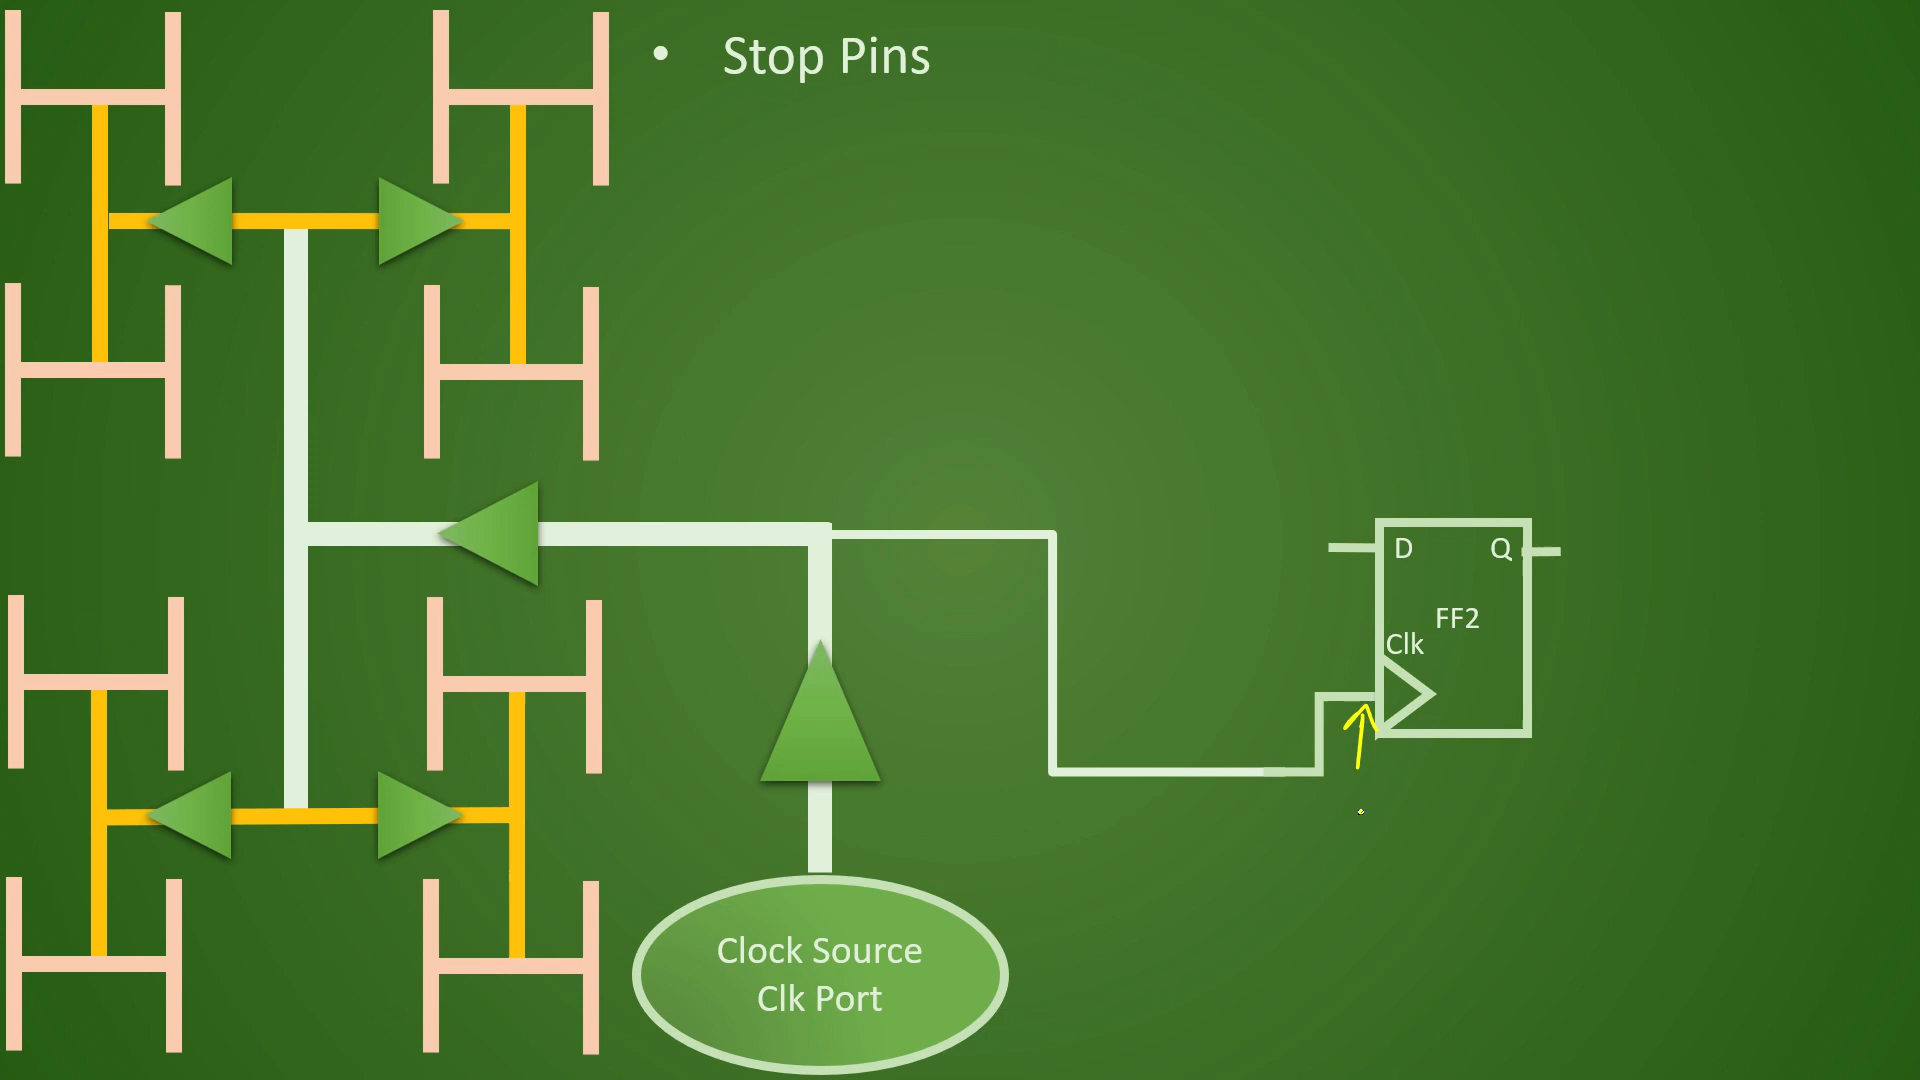 • Stop Pins
D Q
FF2
Clk
Clock Source
Clk Port